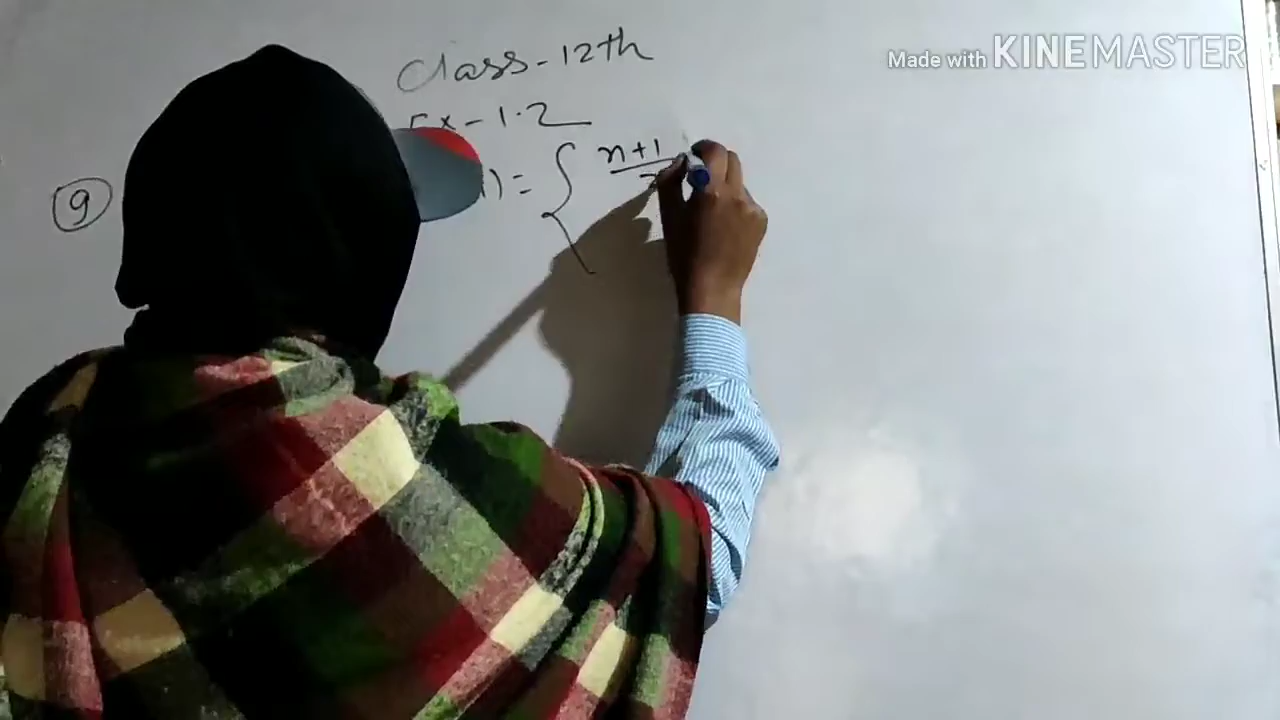 Made with KINEMASTER
Class-12th
Ex-1.2
9 ) = { n+1